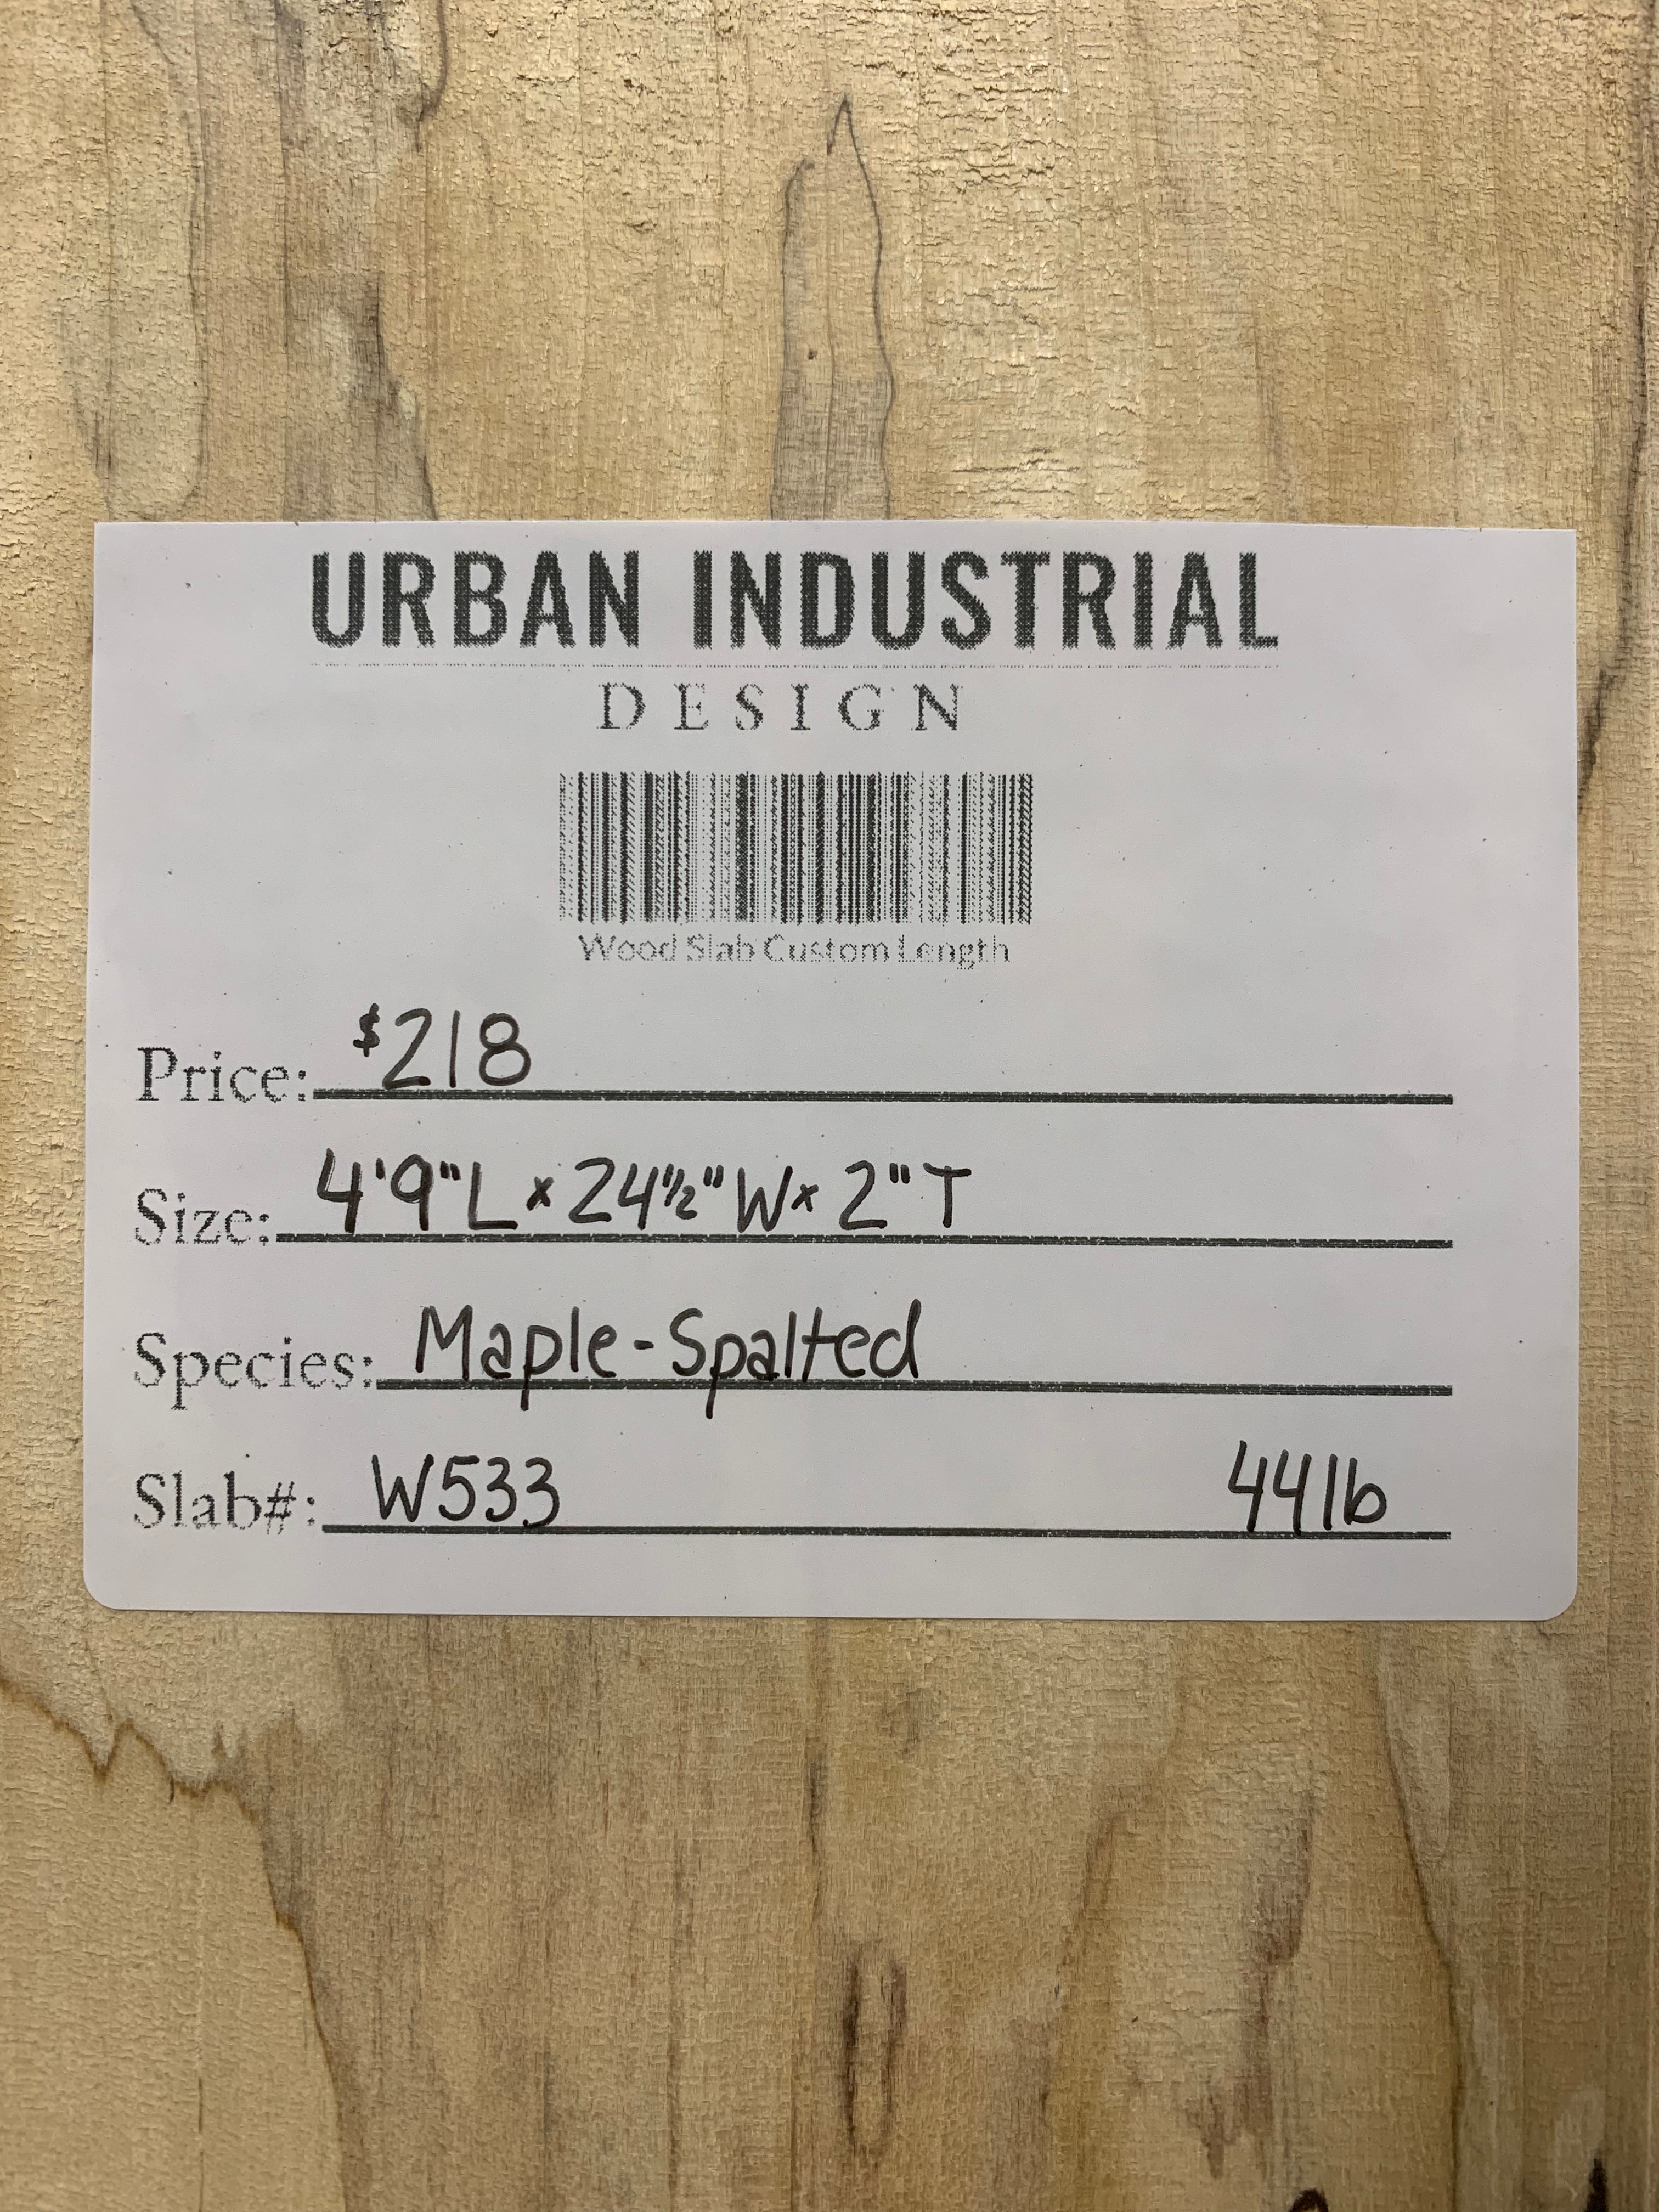 URBAN INDUSTRIAL
DESIGN
Wood Slab Custom Length
Price: $218
Size: 4'9"L x 24½"W x 2"T
Species: Maple-Spalted
Slab#: W533 44lb